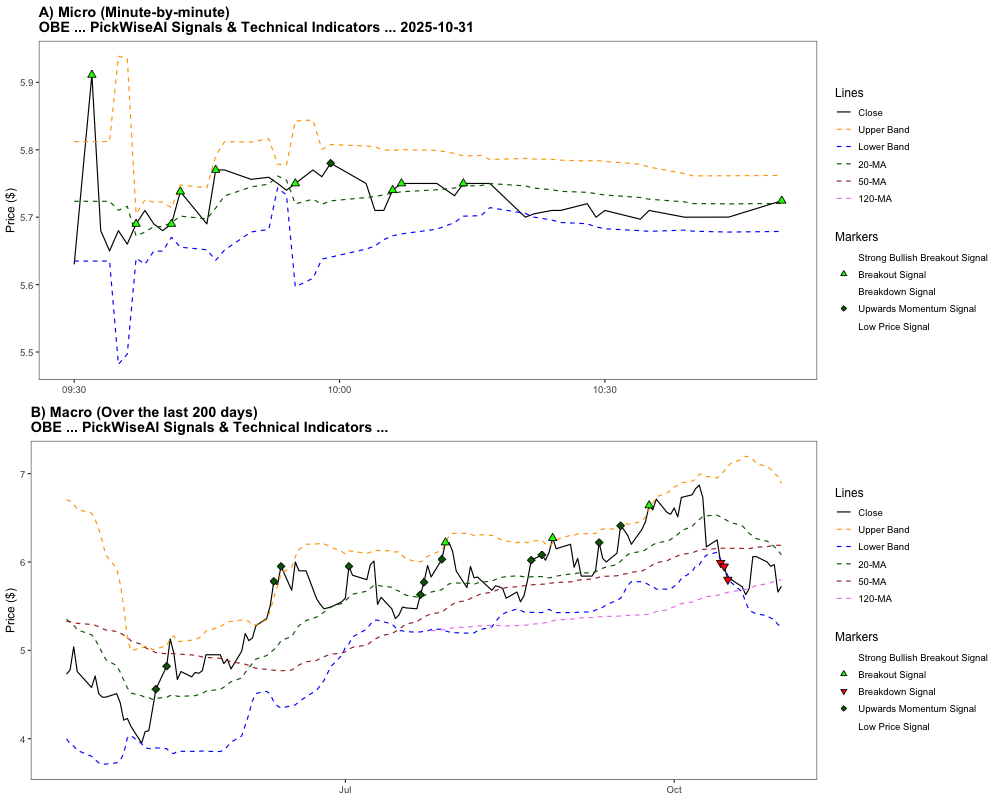 A) Micro (Minute-by-minute)
OBE ... PickWiseAI Signals & Technical Indicators ... 2025-10-31
Price ($)
5.9
5.8
5.7
5.6
5.5
09:30
10:00
10:30
Lines
Close
Upper Band
Lower Band
20-MA
50-MA
120-MA
Markers
Strong Bullish Breakout Signal
Breakout Signal
Breakdown Signal
Upwards Momentum Signal
Low Price Signal
B) Macro (Over the last 200 days)
OBE ... PickWiseAI Signals & Technical Indicators ...
Price ($)
7
6
5
4
Jul
Oct
Lines
Close
Upper Band
Lower Band
20-MA
50-MA
120-MA
Markers
Strong Bullish Breakout Signal
Breakout Signal
Breakdown Signal
Upwards Momentum Signal
Low Price Signal